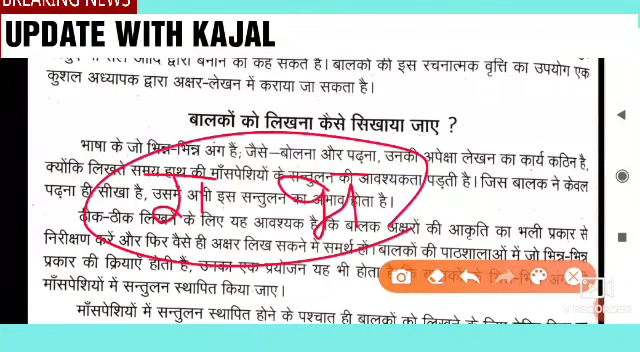 BREAKING NEWS
UPDATE WITH KAJAL
द्वारा बनाने को कह सकते है। बालकों की इस रचनात्मक वृत्ति का उपयोग एक
कुशल अध्यापक द्वारा अक्षर-लेखन में कराया जा सकता है।
बालकों को लिखना कैसे सिखाया जाए ?
भाषा के जो भिन्न-भिन्न अंग हैं; जैसे—बोलना और पढ़ना, उनकी अपेक्षा लेखन का कार्य कठिन है,
क्योंकि लिखते समय हाथ की माँसपेशियों के सन्तुलन की आवश्यकता पड़ती है। जिस बालक ने केवल
पढ़ना ही सीखा है, उसमें अभी इस सन्तुलन का अभाव होता है।
ठीक-ठीक लिखने के लिए यह आवश्यक है कि बालक अक्षरों की आकृति का भली प्रकार से
निरीक्षण करें और फिर वैसे ही अक्षर लिख सकने में समर्थ हों। बालकों की पाठशालाओं में जो भिन्न-भिन्न
प्रकार की क्रियाएँ होती हैं, उनका एक प्रयोजन यह भी होता है कि
माँसपेशियों में सन्तुलन स्थापित किया जाए।
माँसपेशियों में सन्तुलन स्थापित होने के पश्चात ही बालकों को